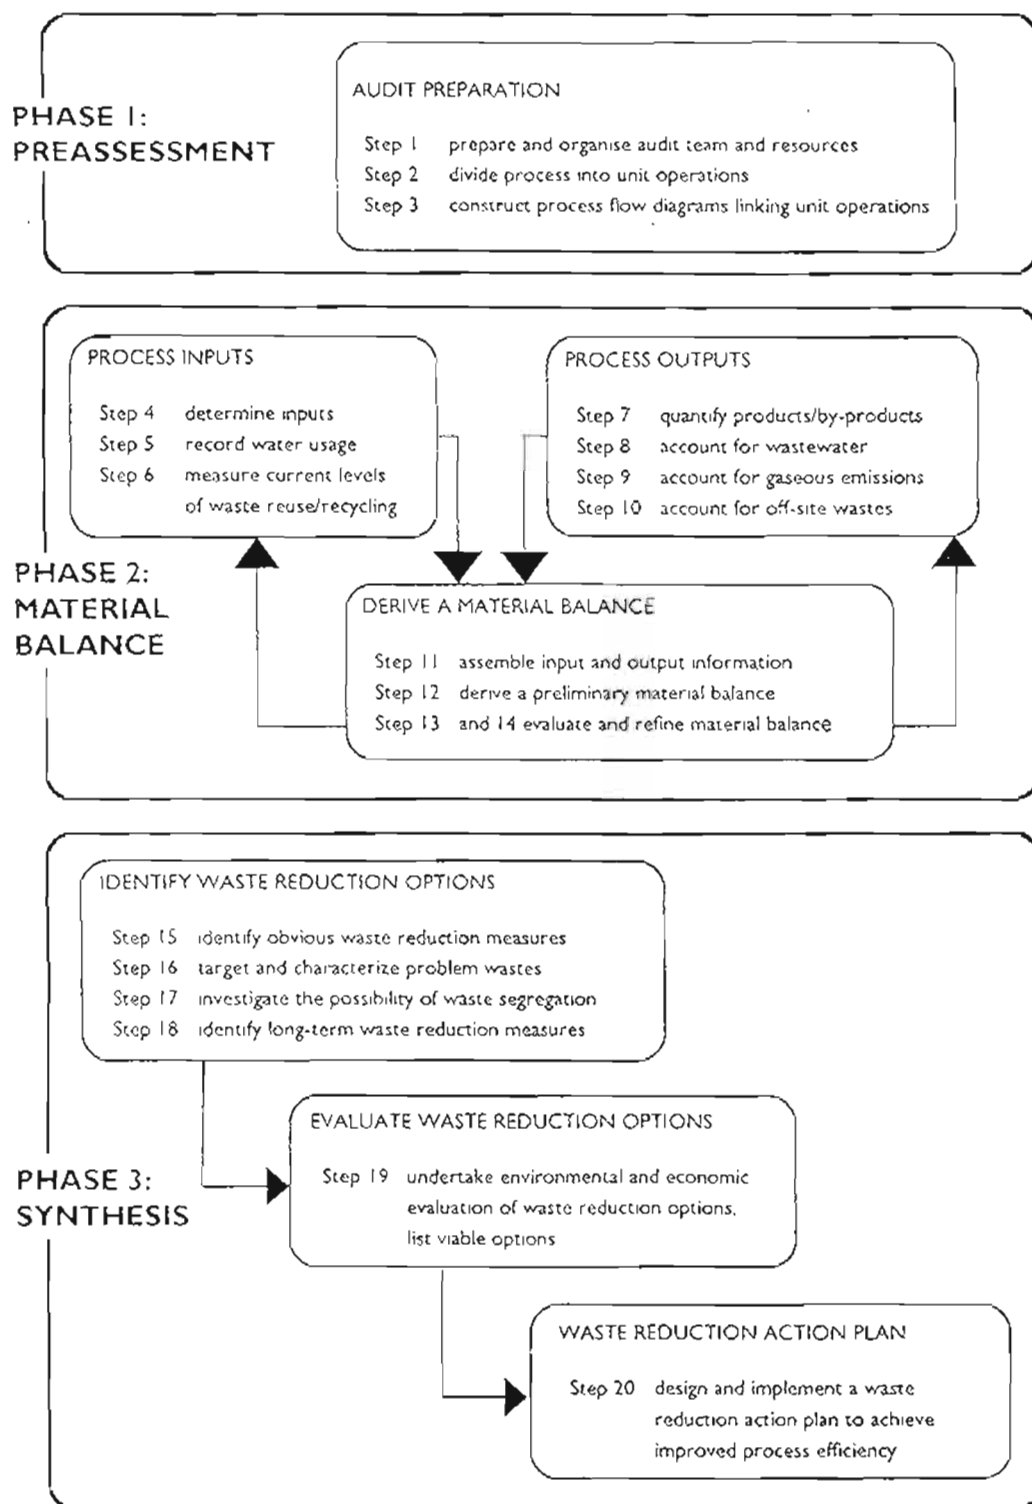 PHASE 1:
PREASSESSMENT
AUDIT PREPARATION
Step 1 prepare and organise audit team and resources
Step 2 divide process into unit operations
Step 3 construct process flow diagrams linking unit operations
PHASE 2:
MATERIAL
BALANCE
PROCESS INPUTS
Step 4 determine inputs
Step 5 record water usage
Step 6 measure current levels
of waste reuse/recycling
PROCESS OUTPUTS
Step 7 quantify products/by-products
Step 8 account for wastewater
Step 9 account for gaseous emissions
Step 10 account for off-site wastes
DERIVE A MATERIAL BALANCE
Step 11 assemble input and output information
Step 12 derive a preliminary material balance
Step 13 and 14 evaluate and refine material balance
PHASE 3:
SYNTHESIS
IDENTIFY WASTE REDUCTION OPTIONS
Step 15 identify obvious waste reduction measures
Step 16 target and characterize problem wastes
Step 17 investigate the possibility of waste segregation
Step 18 identify long-term waste reduction measures
EVALUATE WASTE REDUCTION OPTIONS
Step 19 undertake environmental and economic
evaluation of waste reduction options,
list viable options
WASTE REDUCTION ACTION PLAN
Step 20 design and implement a waste
reduction action plan to achieve
improved process efficiency